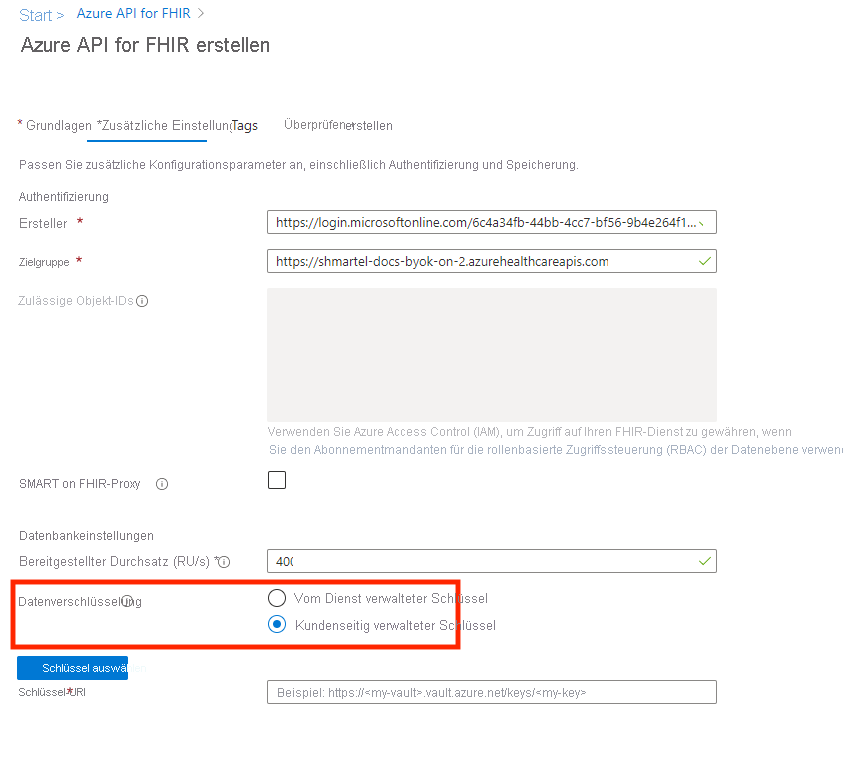 Start > Azure API for FHIR >
Azure API for FHIR erstellen
* Grundlagen *Zusätzliche Einstellung Tags Überprüfen+ erstellen
Passen Sie zusätzliche Konfigurationsparameter an, einschließlich Authentifizierung und Speicherung.
Authentifizierung
Ersteller * https://login.microsoftonline.com/6c4a34fb-44bb-4cc7-bf56-9b4e264f1...
Zielgruppe * https://shmartel-docs-byok-on-2.azurehealthcareapis.com
Zulässige Objekt-IDs
Verwenden Sie Azure Access Control (IAM), um Zugriff auf Ihren FHIR-Dienst zu gewähren, wenn
Sie den Abonnementmandanten für die rollenbasierte Zugriffssteuerung (RBAC) der Datenebene verwen
SMART on FHIR-Proxy
Datenbankeinstellungen
Bereitgestellter Durchsatz (RU/s) * 400
Datenverschlüsselung Vom Dienst verwalteter Schlüssel
Kundenseitig verwalteter Schlüssel
Schlüssel auswä
Schlüssel-URI * Beispiel: https://<my-vault>.vault.azure.net/keys/<my-key>